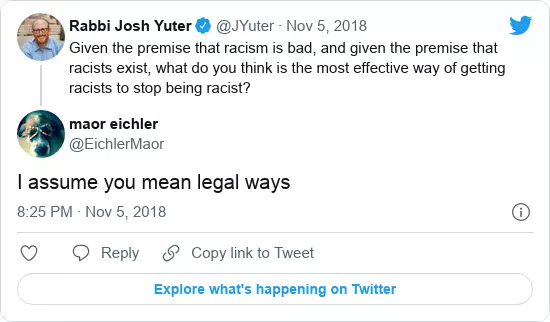 Rabbi Josh Yuter @JYuter · Nov 5, 2018
Given the premise that racism is bad, and given the premise that
racists exist, what do you think is the most effective way of getting
racists to stop being racist?
maor eichler
@EichlerMaor
I assume you mean legal ways
8:25 PM · Nov 5, 2018
Reply
Copy link to Tweet
Explore what's happening on Twitter